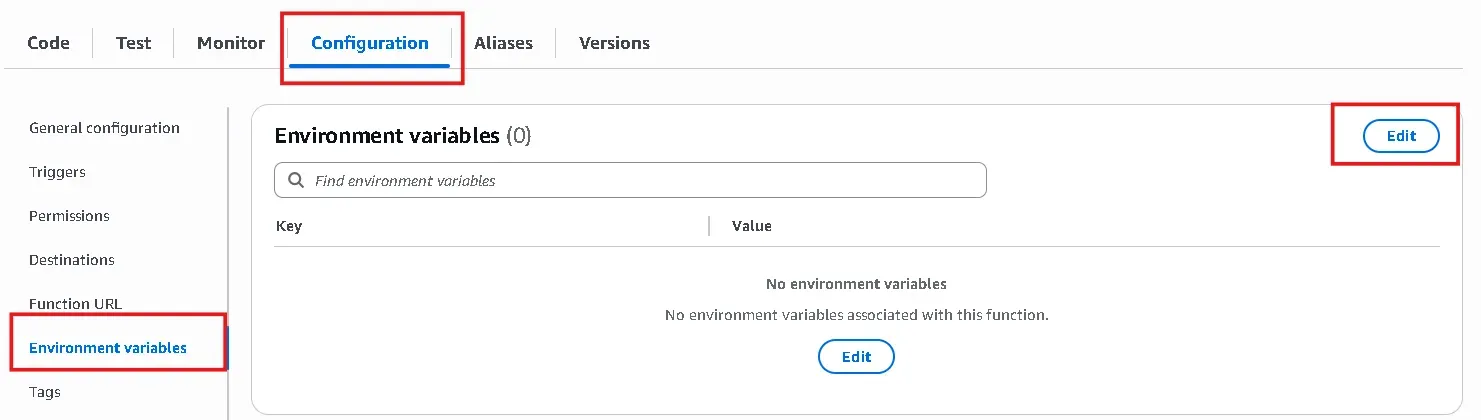 Code Test Monitor Configuration Aliases Versions
General configuration
Triggers
Permissions
Destinations
Function URL
Environment variables
Tags
Environment variables (0)
Edit
Find environment variables
Key Value
No environment variables
No environment variables associated with this function.
Edit